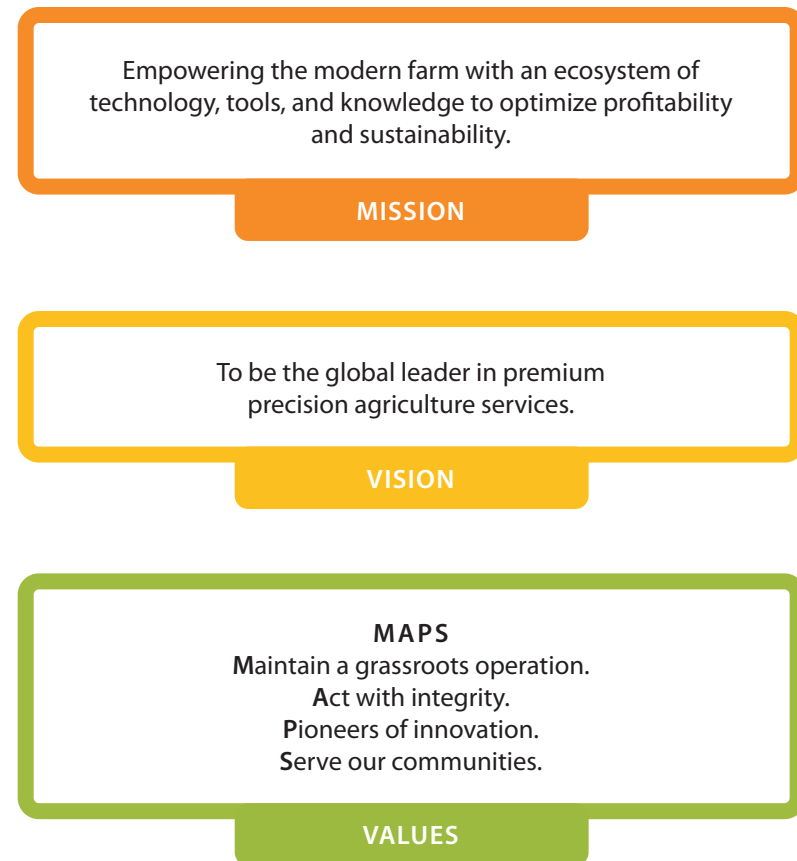 Empowering the modern farm with an ecosystem of
technology, tools, and knowledge to optimize profitability
and sustainability.
MISSION
To be the global leader in premium
precision agriculture services.
VISION
MAPS
Maintain a grassroots operation.
Act with integrity.
Pioneers of innovation.
Serve our communities.
VALUES